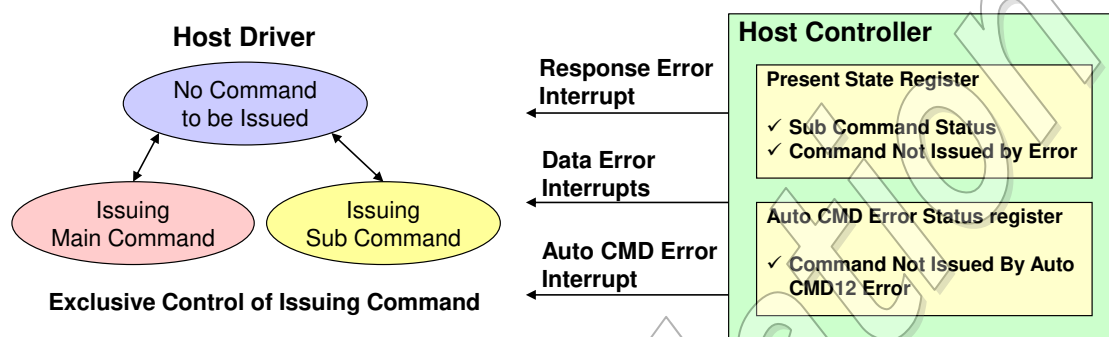 Host Driver
No Command
to be Issued
Issuing
Main Command
Issuing
Sub Command
Exclusive Control of Issuing Command
Response Error
Interrupt
Data Error
Interrupts
Auto CMD Error
Interrupt
Host Controller
Present State Register
✓ Sub Command Status
✓ Command Not Issued by Error
Auto CMD Error Status register
✓ Command Not Issued By Auto
CMD12 Error